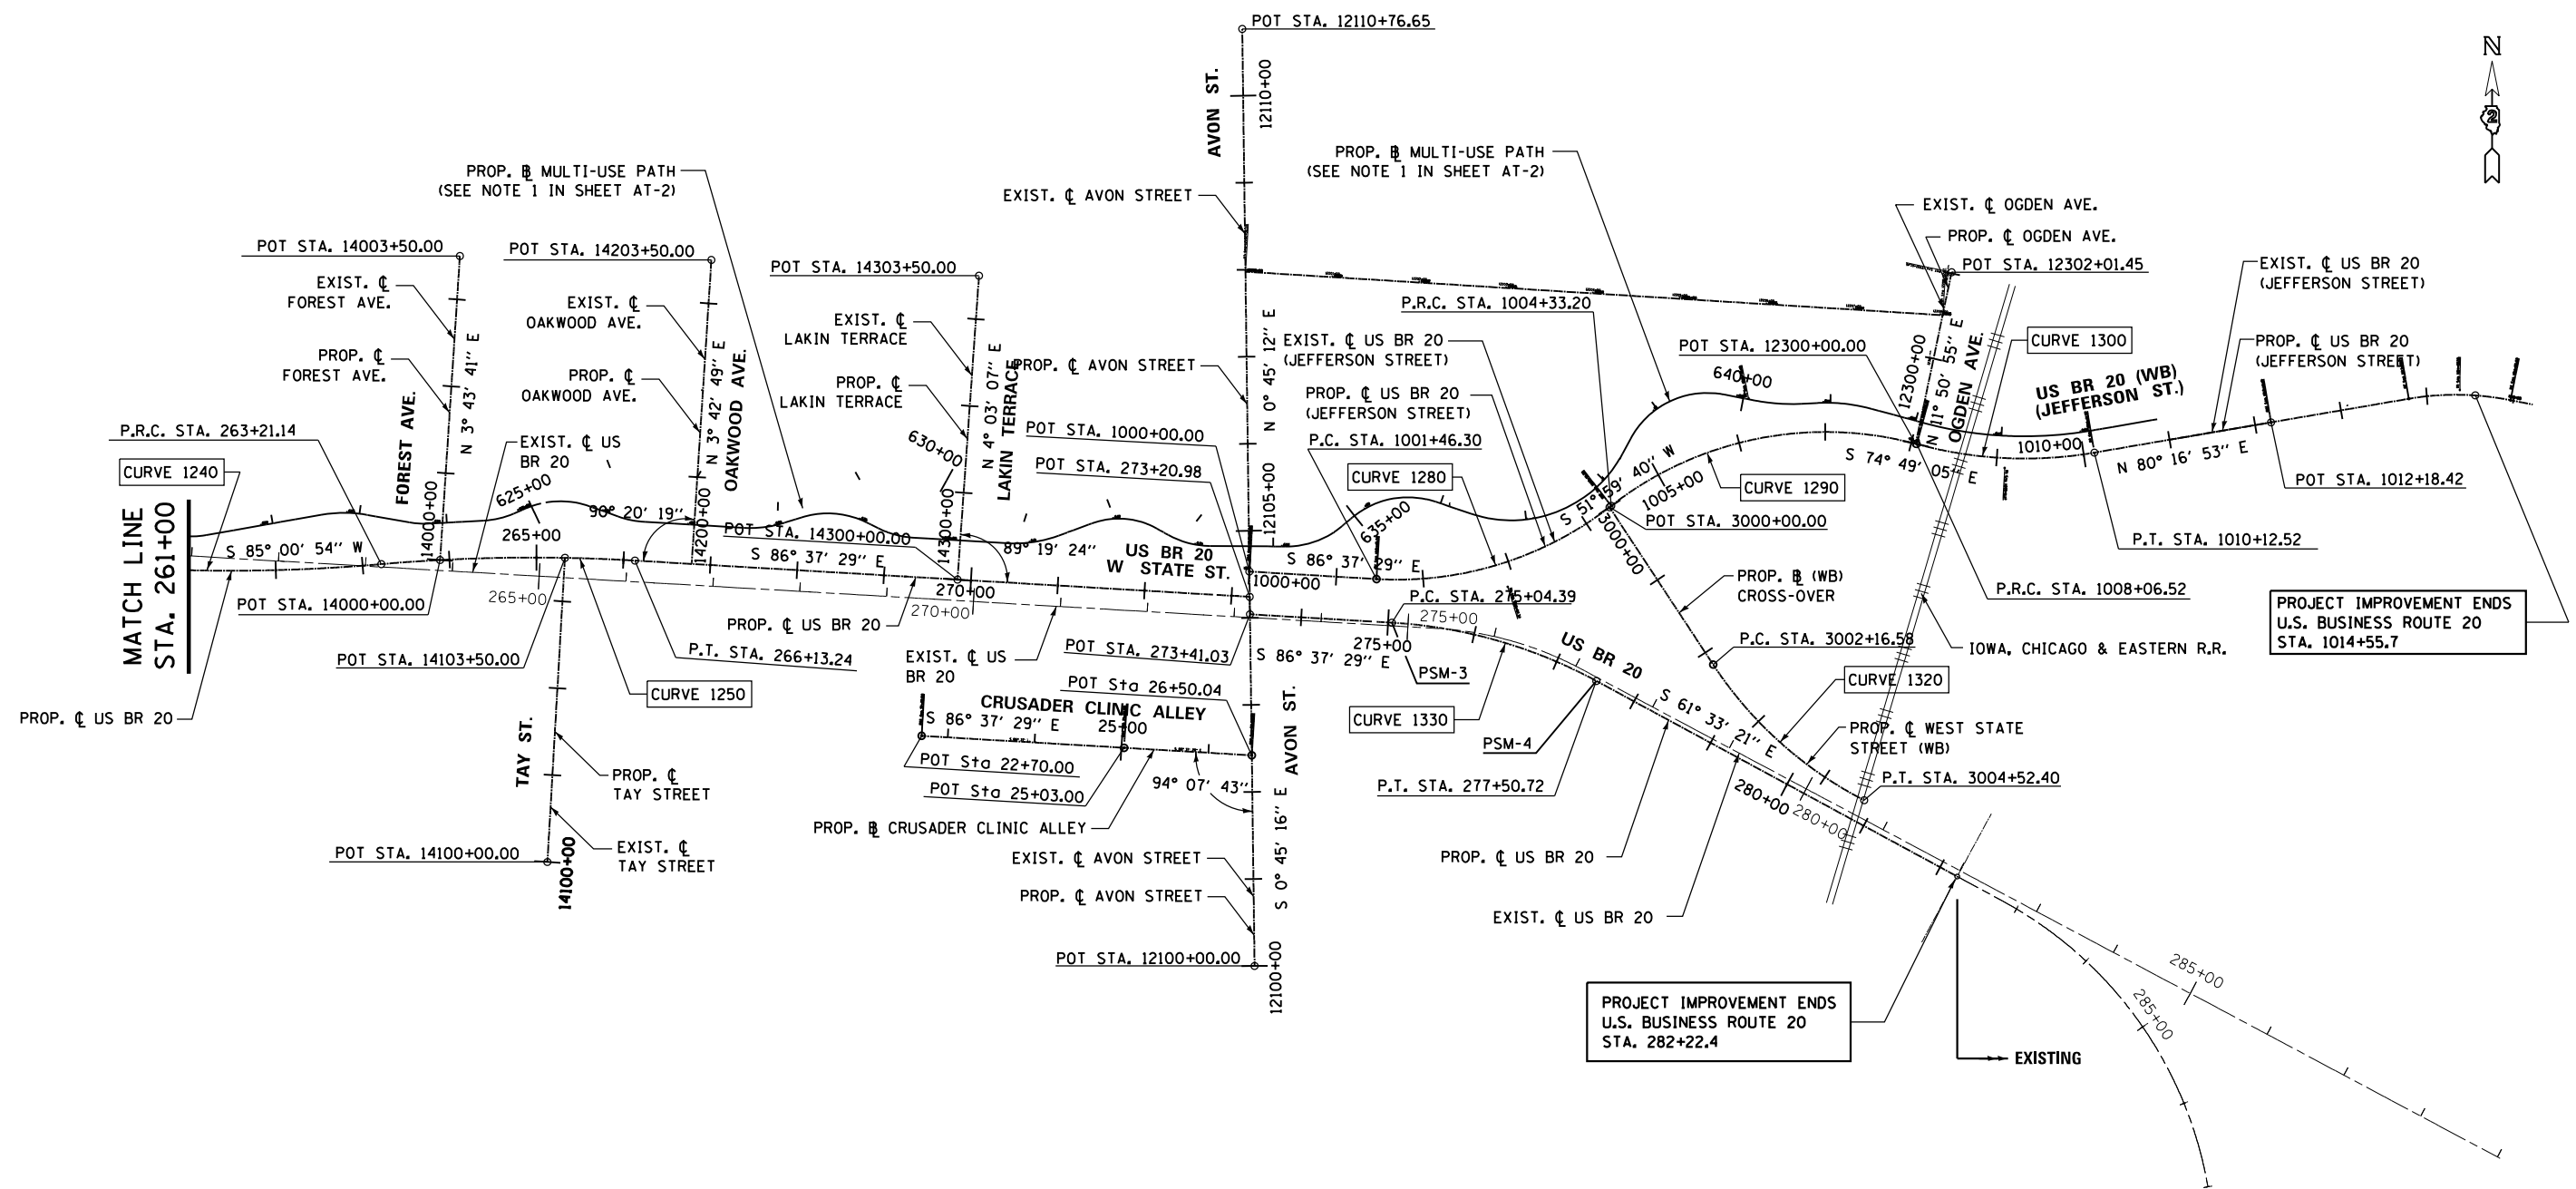 POT STA. 12110+76.65
12110+00
AVON ST.
N
2
PROP. ⅊ MULTI-USE PATH
(SEE NOTE 1 IN SHEET AT-2)
PROP. ⅊ MULTI-USE PATH
(SEE NOTE 1 IN SHEET AT-2)
EXIST. ℄ AVON STREET
EXIST. ℄ OGDEN AVE.
PROP. ℄ OGDEN AVE.
POT STA. 12302+01.45
POT STA. 14003+50.00
POT STA. 14203+50.00
POT STA. 14303+50.00
EXIST. ℄
FOREST AVE.
EXIST. ℄
OAKWOOD AVE.
EXIST. ℄
LAKIN TERRACE
P.R.C. STA. 1004+33.20
EXIST. ℄ US BR 20
(JEFFERSON STREET)
EXIST. ℄ US BR 20
(JEFFERSON STREET)
PROP. ℄ US BR 20
(JEFFERSON STREET)
CURVE 1300
PROP. ℄
FOREST AVE.
PROP. ℄
OAKWOOD AVE.
PROP. ℄
LAKIN TERRACE
PROP. ℄ AVON STREET
N 0° 45' 12" E
PROP. ℄ US BR 20
(JEFFERSON STREET)
POT STA. 12300+00.00
12300+00
N 11° 50' 55" E
OGDEN AVE.
640+00
US BR 20 (WB)
(JEFFERSON ST.)
N 3° 43' 41" E
FOREST AVE.
N 3° 42' 49" E
OAKWOOD AVE.
N 4° 03' 07" E
LAKIN TERRACE
P.R.C. STA. 263+21.14
CURVE 1240
EXIST. ℄ US
BR 20
630+00
POT STA. 1000+00.00
POT STA. 273+20.98
P.C. STA. 1001+46.30
CURVE 1280
S 51° 59' 40" W
1005+00
CURVE 1290
S 74° 49' 05" E
1010+00
N 80° 16' 53" E
POT STA. 1012+18.42
625+00
265+00
90° 20' 19"
14000+00
14200+00
14300+00
12105+00
635+00
3000+00
POT STA. 3000+00.00
P.T. STA. 1010+12.52
MATCH LINE
STA. 261+00
S 85° 00' 54" W
POT STA. 14300+00.00
S 86° 37' 29" E
89° 19' 24"
US BR 20
W STATE ST.
S 86° 37' 29" E
1000+00
270+00
PROP. ⅊ (WB)
CROSS-OVER
P.R.C. STA. 1008+06.52
POT STA. 14000+00.00
265+00
270+00
P.C. STA. 275+04.39
275+00
275+00
PROJECT IMPROVEMENT ENDS
U.S. BUSINESS ROUTE 20
STA. 1014+55.7
PROP. ℄ US BR 20
POT STA. 14103+50.00
P.T. STA. 266+13.24
EXIST. ℄ US
BR 20
POT STA. 273+41.03
S 86° 37' 29" E
PSM-3
US BR 20
P.C. STA. 3002+16.58
IOWA, CHICAGO & EASTERN R.R.
CURVE 1250
POT Sta 26+50.04
CURVE 1320
PROP. ℄ US BR 20
CRUSADER CLINIC ALLEY
S 86° 37' 29" E
25+00
CURVE 1330
PSM-4
S 61° 33' 21" E
PROP. ℄ WEST STATE
STREET (WB)
TAY ST.
AVON ST.
POT Sta 22+70.00
POT Sta 25+03.00
94° 07' 43"
P.T. STA. 277+50.72
P.T. STA. 3004+52.40
280+00
280+00
PROP. ℄
TAY STREET
PROP. ⅊ CRUSADER CLINIC ALLEY
S 0° 45' 16" E
POT STA. 14100+00.00
14100+00
EXIST. ℄
TAY STREET
EXIST. ℄ AVON STREET
PROP. ℄ AVON STREET
PROP. ℄ US BR 20
EXIST. ℄ US BR 20
POT STA. 12100+00.00
12100+00
285+00
285+00
PROJECT IMPROVEMENT ENDS
U.S. BUSINESS ROUTE 20
STA. 282+22.4
EXISTING